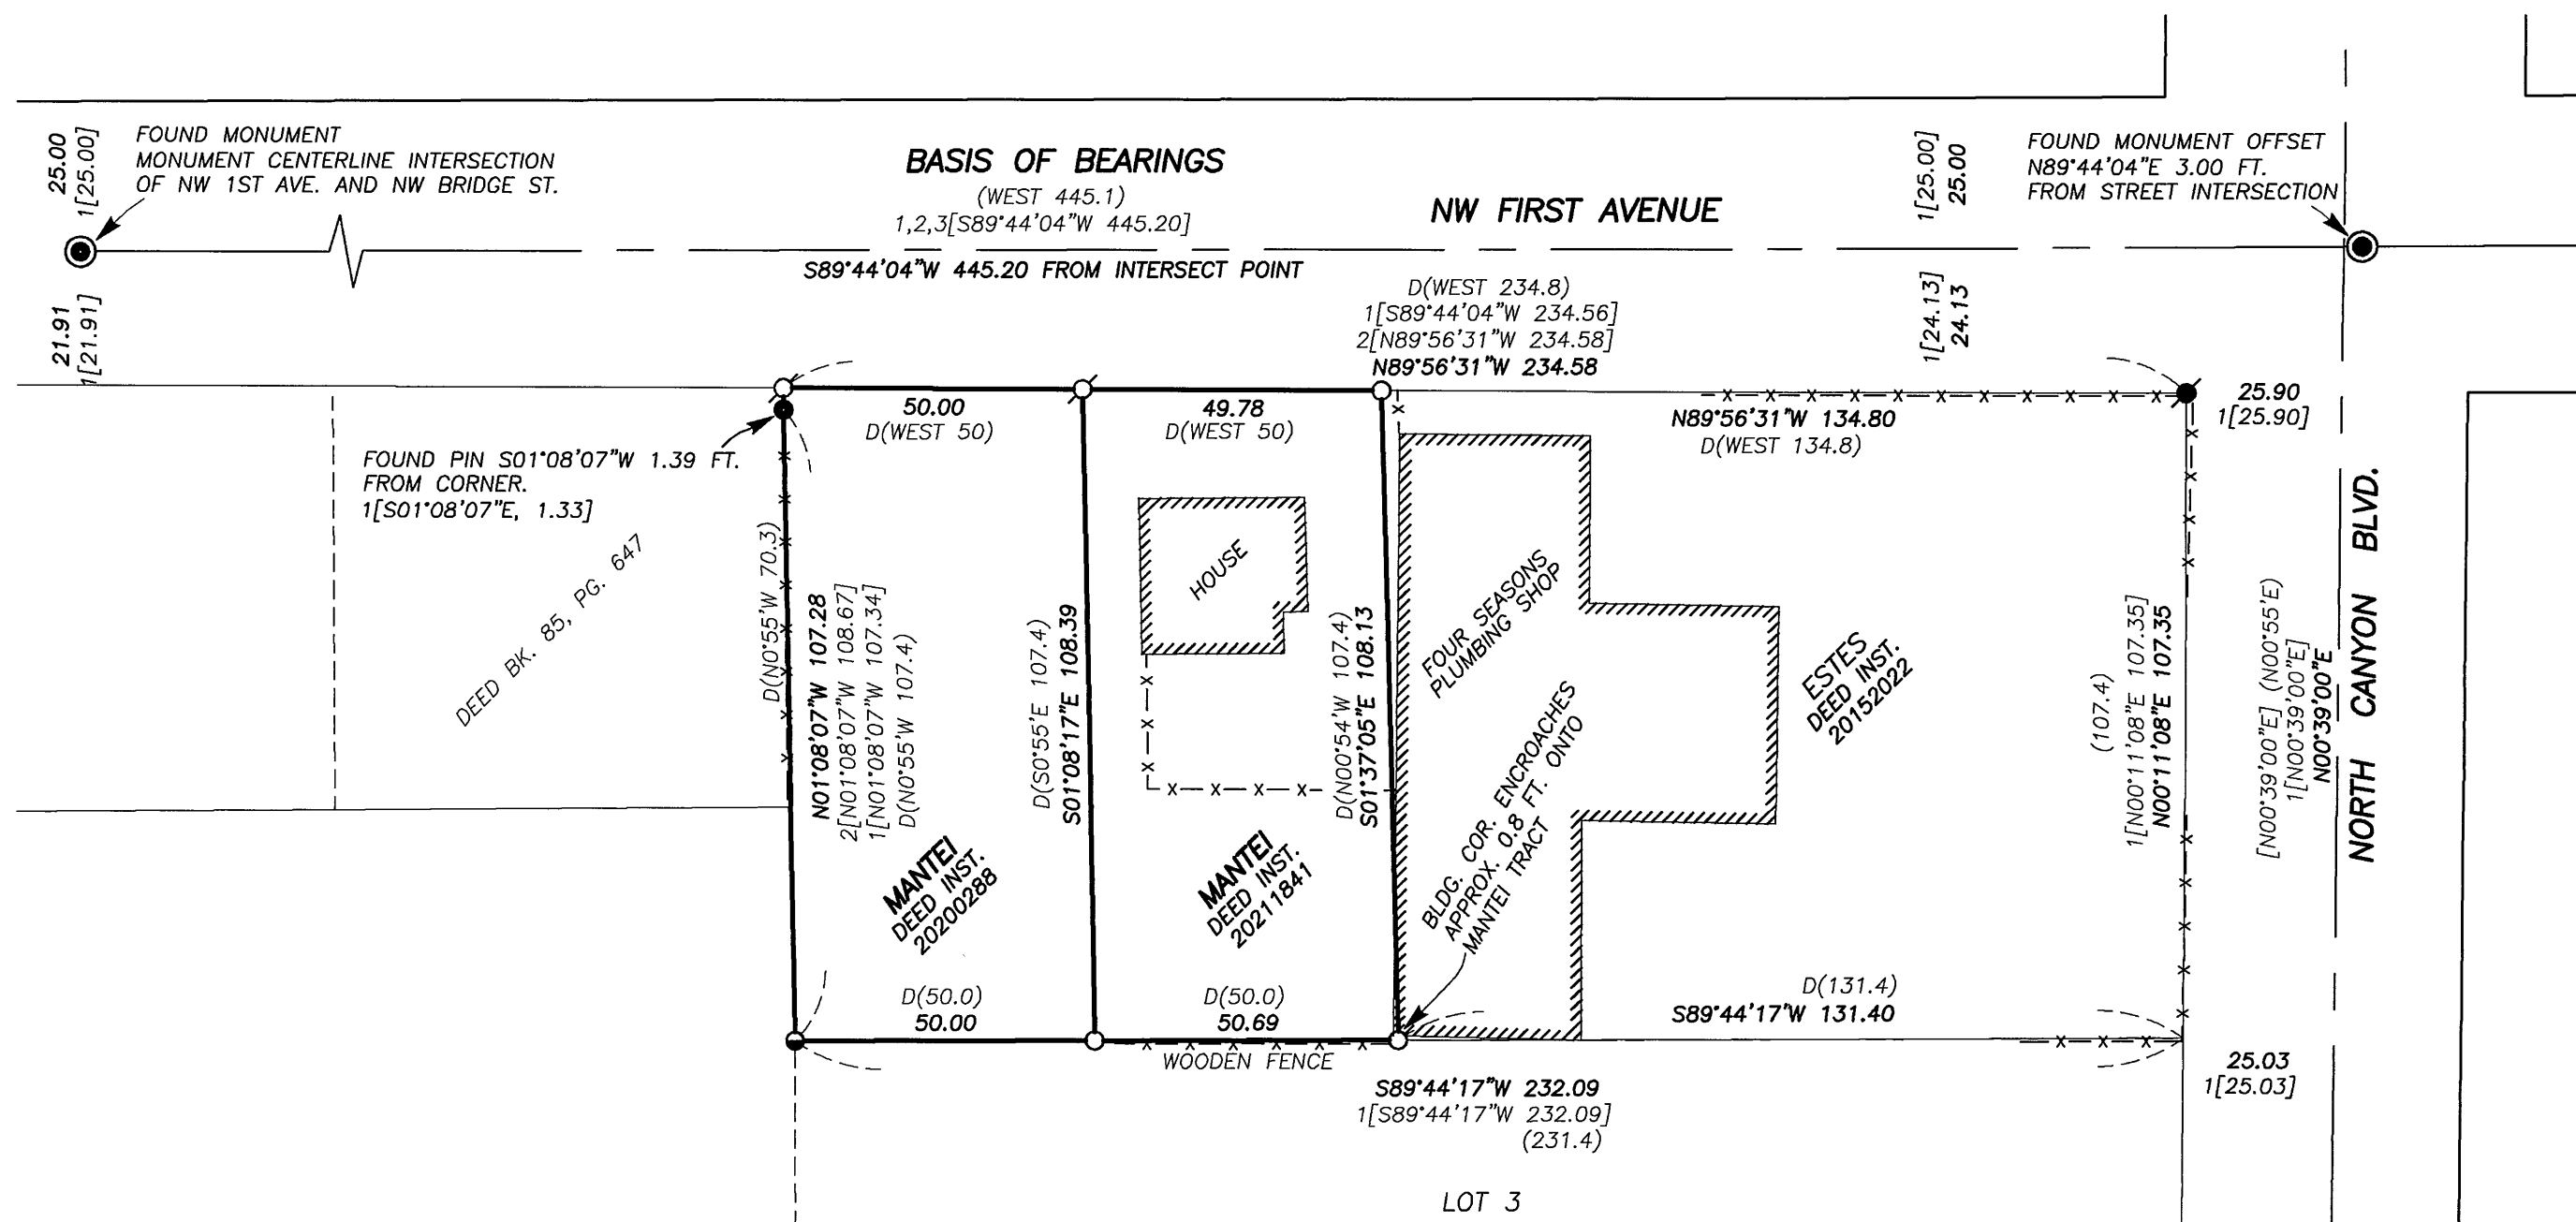 25.00
1[25.00]
FOUND MONUMENT
MONUMENT CENTERLINE INTERSECTION
OF NW 1ST AVE. AND NW BRIDGE ST.
BASIS OF BEARINGS
(WEST 445.1)
1,2,3[S89°44'04"W 445.20]
NW FIRST AVENUE
1[25.00]
25.00
FOUND MONUMENT OFFSET
N89°44'04"E 3.00 FT.
FROM STREET INTERSECTION
S89°44'04"W 445.20 FROM INTERSECT POINT
21.91
1[21.91]
D(WEST 234.8)
1[S89°44'04"W 234.56]
2[N89°56'31"W 234.58]
N89°56'31"W 234.58
1[24.13]
24.13
50.00
D(WEST 50)
49.78
D(WEST 50)
N89°56'31"W 134.80
D(WEST 134.8)
25.90
1[25.90]
FOUND PIN S01°08'07"W 1.39 FT.
FROM CORNER.
1[S01°08'07"E, 1.33]
DEED BK. 85, PG. 647
D(N0°55'W 70.3)
N01°08'07"W 107.28
2[N01°08'07"W 108.67]
1[N01°08'07"W 107.34]
D(N0°55'W 107.4)
D(S0°55'E 107.4)
S01°08'17"E 108.39
HOUSE
D(N00°54'W 107.4)
S01°37'05"E 108.13
FOUR SEASONS
PLUMBING SHOP
BLDG. COR. ENCROACHES
APPROX. 0.8 FT. ONTO
MANTEI TRACT
ESTES
DEED INST.
20152022
(107.4)
1[N00°11'08"E 107.35]
N00°11'08"E 107.35
[N00°39'00"E] (N00°55'E)
1[N00°39'00"E]
N00°39'00"E
NORTH CANYON BLVD.
MANTEI
DEED INST.
20200288
MANTEI
DEED INST.
20211841
D(50.0)
50.00
D(50.0)
50.69
WOODEN FENCE
D(131.4)
S89°44'17"W 131.40
25.03
1[25.03]
S89°44'17"W 232.09
1[S89°44'17"W 232.09]
(231.4)
LOT 3